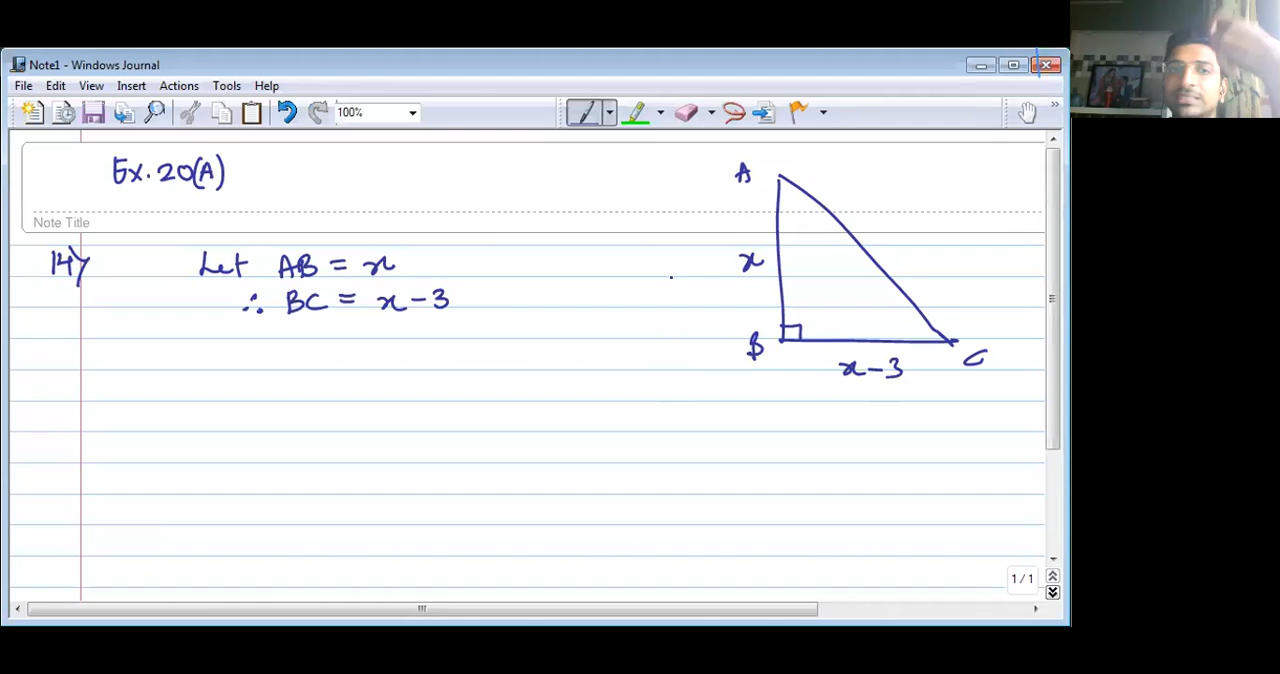 Note1 - Windows Journal
File Edit View Insert Actions Tools Help
100%
Ex. 20(A)
Note Title
14)
Let AB = x
∴ BC = x - 3
A
x
B
C
x - 3
1 / 1